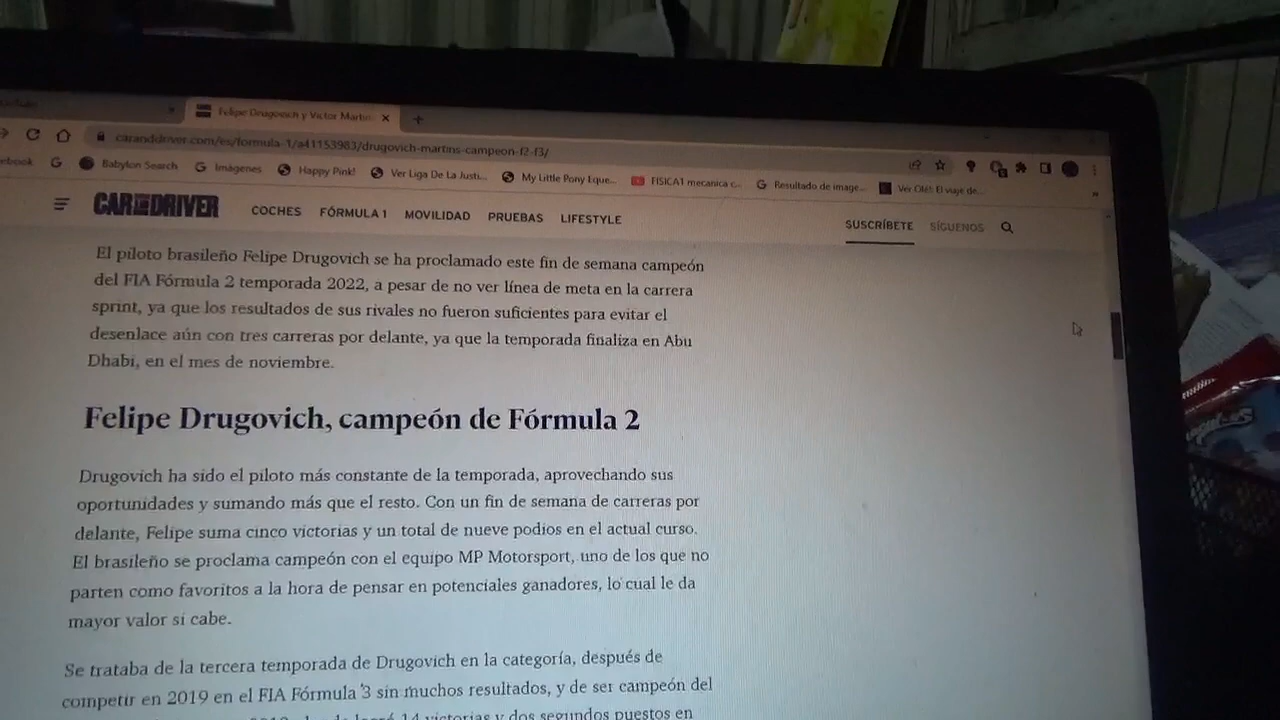 Felipe Drugovich y Victor Martin
caranddriver.com/es/formula-1/a41153983/drugovich-martins-campeon-f2-f3/
ebook
Babylon Search
Imágenes
Happy Pink!
Ver Liga De La Justi...
My Little Pony Eque...
FISICA1 mecanica c...
Resultado de image...
Ver Olé! El viaje de...
»
CAR AND DRIVER
COCHES FÓRMULA 1 MOVILIDAD PRUEBAS LIFESTYLE
SUSCRÍBETE SÍGUENOS
El piloto brasileño Felipe Drugovich se ha proclamado este fin de semana campeón
del FIA Fórmula 2 temporada 2022, a pesar de no ver línea de meta en la carrera
sprint, ya que los resultados de sus rivales no fueron suficientes para evitar el
desenlace aún con tres carreras por delante, ya que la temporada finaliza en Abu
Dhabi, en el mes de noviembre.
Felipe Drugovich, campeón de Fórmula 2
Drugovich ha sido el piloto más constante de la temporada, aprovechando sus
oportunidades y sumando más que el resto. Con un fin de semana de carreras por
delante, Felipe suma cinco victorias y un total de nueve podios en el actual curso.
El brasileño se proclama campeón con el equipo MP Motorsport, uno de los que no
parten como favoritos a la hora de pensar en potenciales ganadores, lo cual le da
mayor valor si cabe.
Se trataba de la tercera temporada de Drugovich en la categoría, después de
competir en 2019 en el FIA Fórmula 3 sin muchos resultados, y de ser campeón del
14 victorias y dos segundos puestos en